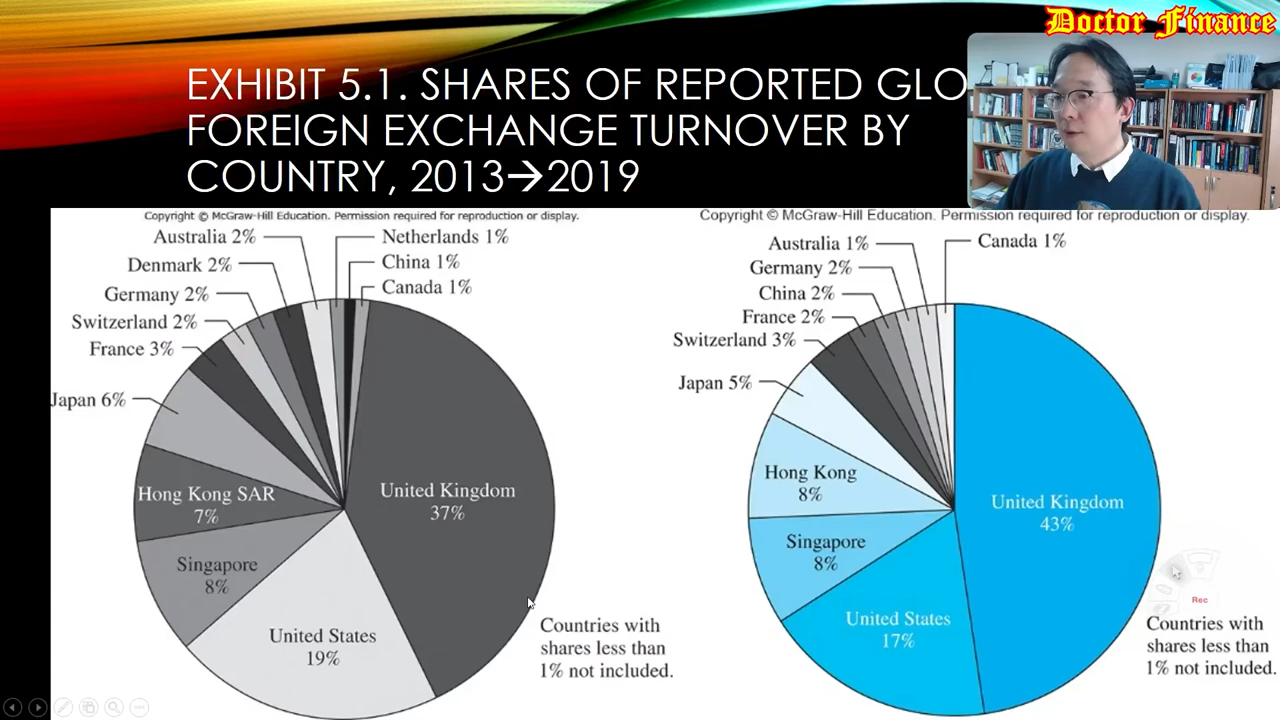 Doctor Finance
EXHIBIT 5.1. SHARES OF REPORTED GLO
FOREIGN EXCHANGE TURNOVER BY
COUNTRY, 2013→2019
Copyright © McGraw-Hill Education. Permission required for reproduction or display.
Australia 2%
Denmark 2%
Germany 2%
Switzerland 2%
France 3%
Japan 6%
Hong Kong SAR
7%
Singapore
8%
United States
19%
United Kingdom
37%
Netherlands 1%
China 1%
Canada 1%
Countries with
shares less than
1% not included.
Copyright © McGraw-Hill Education. Permission required for reproduction or display.
Australia 1%
Germany 2%
China 2%
France 2%
Switzerland 3%
Japan 5%
Hong Kong
8%
Singapore
8%
United States
17%
United Kingdom
43%
Canada 1%
Rec
Countries with
shares less than
1% not included.